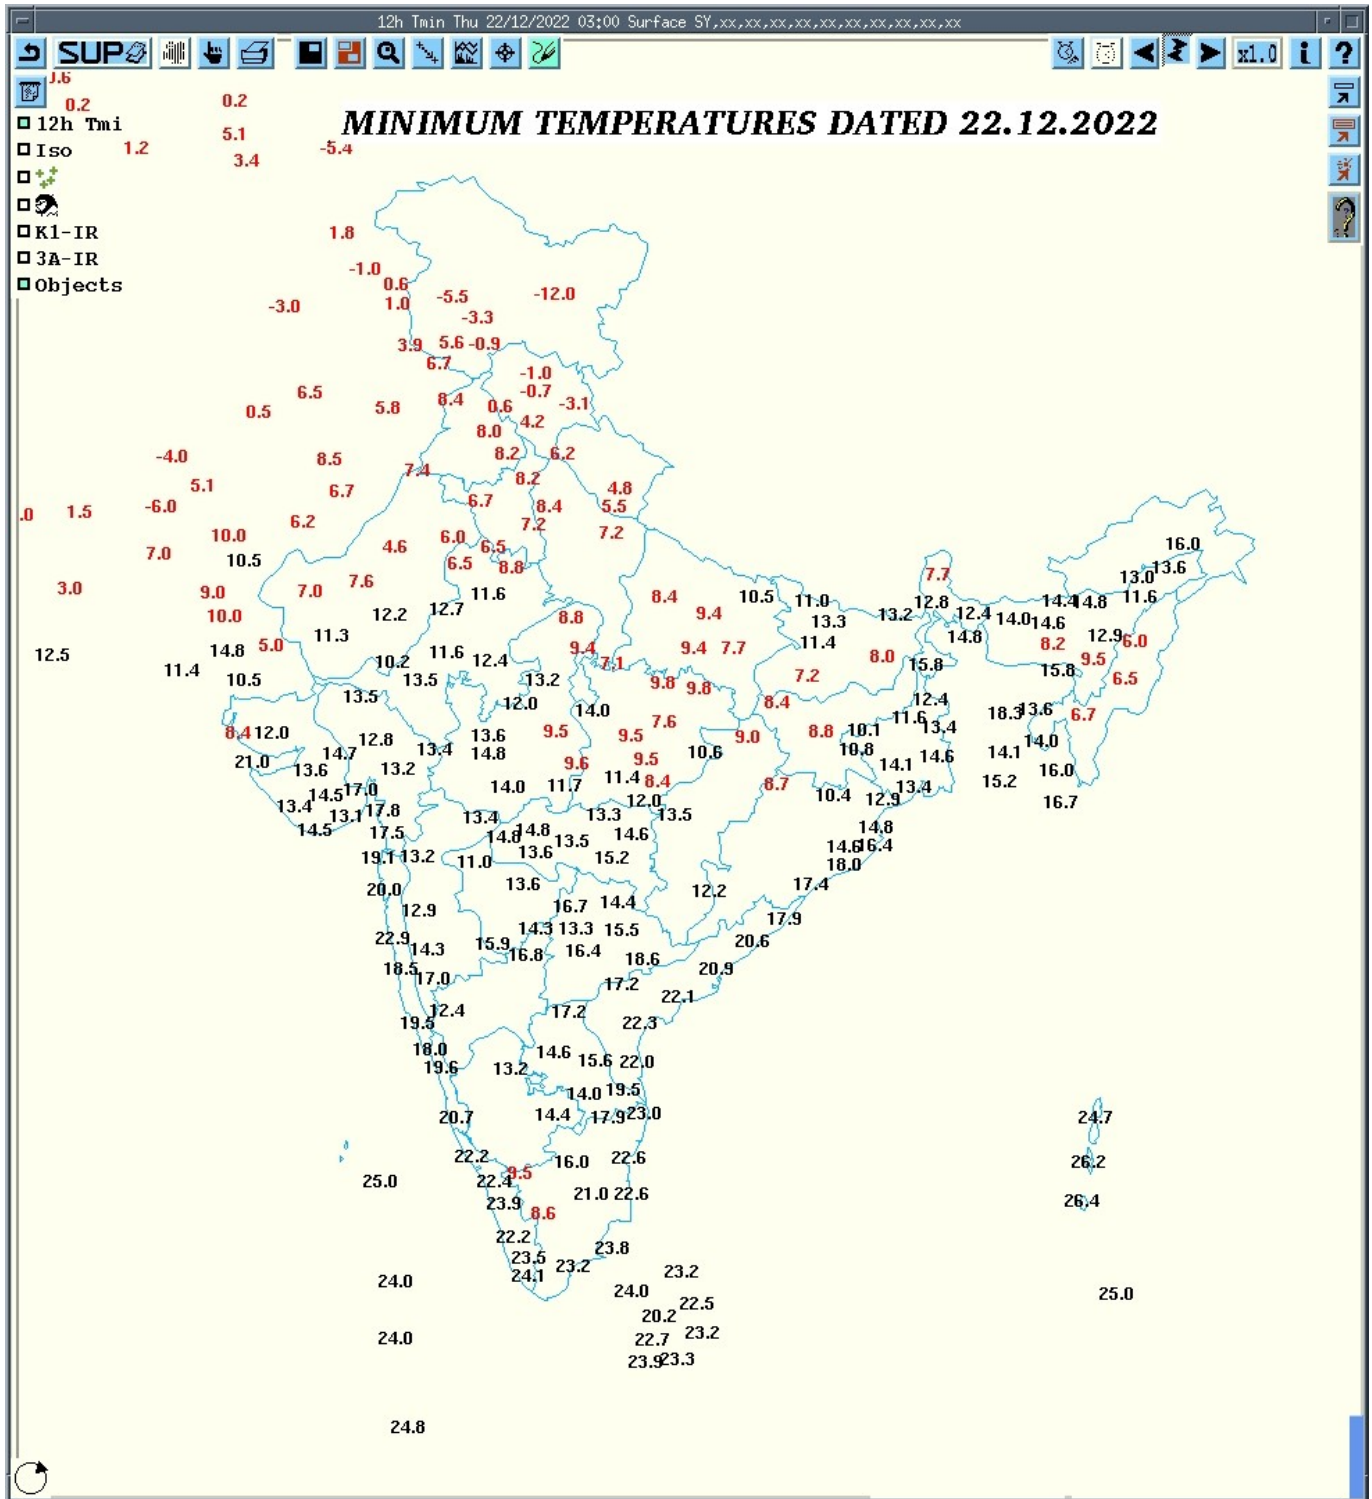 12h Tmin Thu 22/12/2022 03:00 Surface SY,xx,xx,xx,xx,xx,xx,xx,xx,xx,xx
SUP x1.0 i ?
0.2 0.2
12h Tmi MINIMUM TEMPERATURES DATED 22.12.2022
5.1
Iso 1.2 -5.4
3.4
K1-IR 1.8
3A-IR
-1.0
Objects 0.6
-5.5 -12.0
-3.0 1.0
-3.3
3.9 5.6 -0.9
6.7
-1.0
6.5 -0.7
0.5 5.8 8.4 0.6 -3.1
4.2
8.0
-4.0 8.5 8.2 6.2
7.4
5.1 6.7 8.2 4.8
1.5 -6.0 6.7 8.4 5.5
6.2 7.2
10.0 6.0 7.2
7.0 4.6 6.5 16.0
10.5 6.5 8.8 13.6
7.7 13.0
3.0 9.0 7.0 7.6 11.6 8.4 10.5 11.0 12.8 14.4 14.8 11.6
10.0 12.2 12.7 8.8 9.4 13.3 13.2 12.4 14.0 14.6
11.3 11.4 14.8 12.9
12.5 14.8 5.0 11.6 9.4 9.4 7.7 8.0 8.2 6.0
11.4 10.2 12.4 7.1 15.8 9.5
10.5 13.5 13.2 9.8 9.8 7.2 15.8 6.5
13.5 12.0 14.0 8.4 12.4
11.6 18.3 13.6 6.7
8.4 12.0 12.8 13.6 9.5 9.5 7.6 9.0 8.8 10.1 13.4
14.7 13.4 14.8 10.6 10.8 14.0
21.0 13.6 13.2 9.6 9.5 14.1 14.6 14.1
14.0 11.7 11.4 8.4 8.7 16.0
14.5 17.0 12.0 10.4 12.9 13.4 15.2
13.4 13.1 17.8 13.4 13.3 13.5 16.7
14.5 17.5 14.8 14.8 13.5 14.6 14.8
19.1 13.2 11.0 13.6 15.2 14.6 16.4
18.0
20.0 13.6 12.2 17.4
12.9 16.7 14.4
14.3 13.3 15.5 17.9
22.9 14.3 15.9 16.8 16.4 20.6
18.5 17.0 18.6 20.9
17.2 22.1
12.4 17.2
19.5 22.3
18.0 14.6
19.6 13.2 15.6 22.0
14.0 19.5
20.7 14.4 17.9 23.0 24.7
22.2 16.0 22.6 26.2
9.5
25.0 22.4 21.0 22.6
23.9 8.6 26.4
22.2
23.5 23.8
24.1 23.2 23.2
24.0 24.0 25.0
22.5
20.2
24.0 22.7 23.2
23.9 23.3
24.8